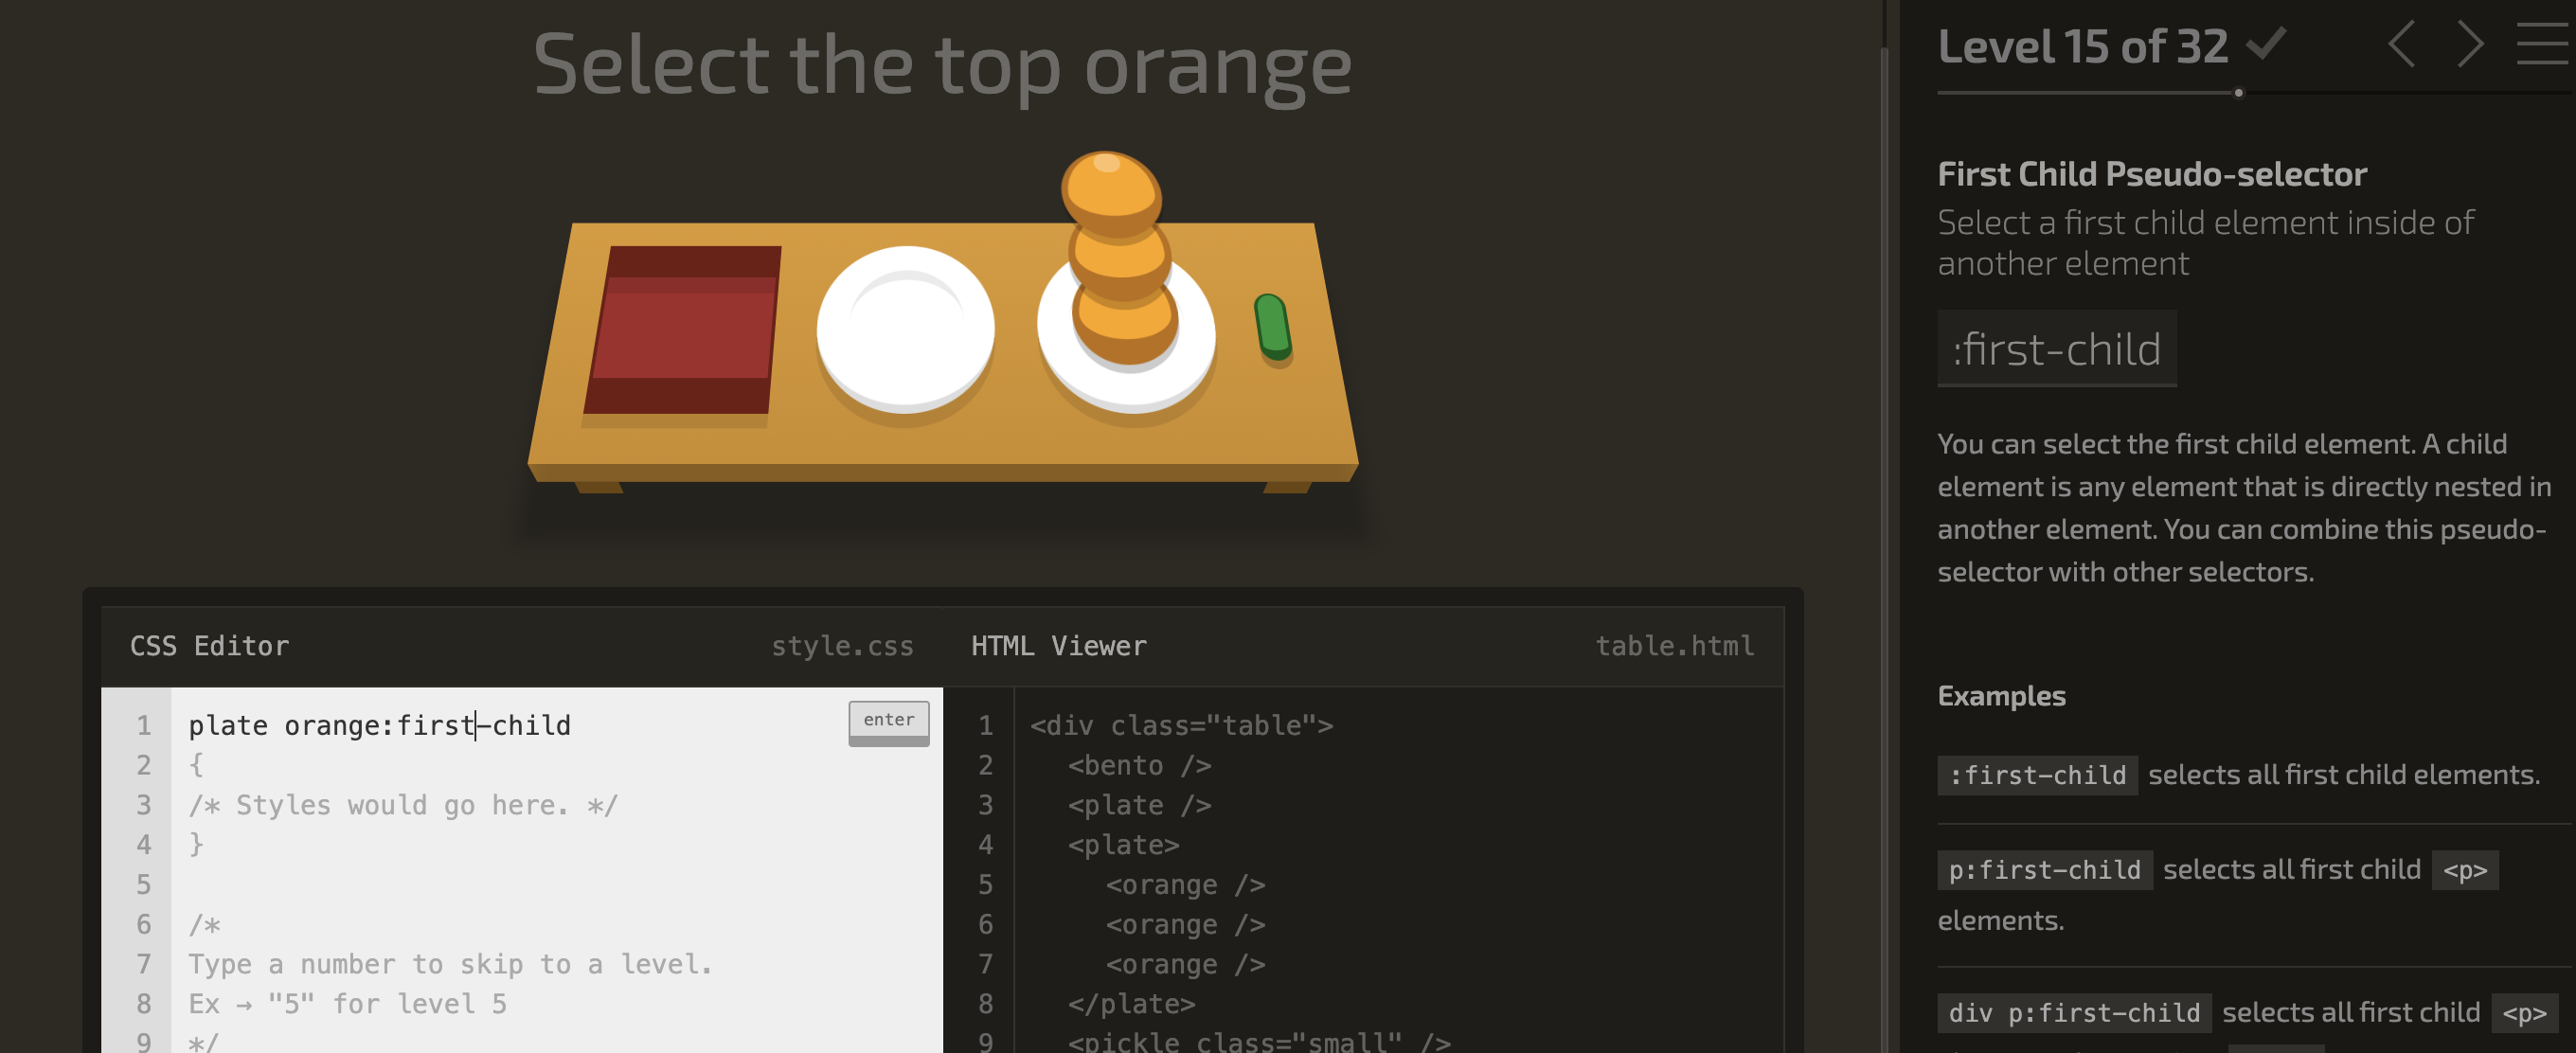 Select the top orange
Level 15 of 32
First Child Pseudo-selector
Select a first child element inside of
another element
:first-child
You can select the first child element. A child
element is any element that is directly nested in
another element. You can combine this pseudo-
selector with other selectors.
Examples
:first-child selects all first child elements.
p:first-child selects all first child <p>
elements.
div p:first-child selects all first child <p>
CSS Editor style.css
1 plate orange:first-child enter
2 {
3 /* Styles would go here. */
4 }
5
6 /*
7 Type a number to skip to a level.
8 Ex → "5" for level 5
9 */
HTML Viewer table.html
1 <div class="table">
2 <bento />
3 <plate />
4 <plate>
5 <orange />
6 <orange />
7 <orange />
8 </plate>
9 <pickle class="small" />